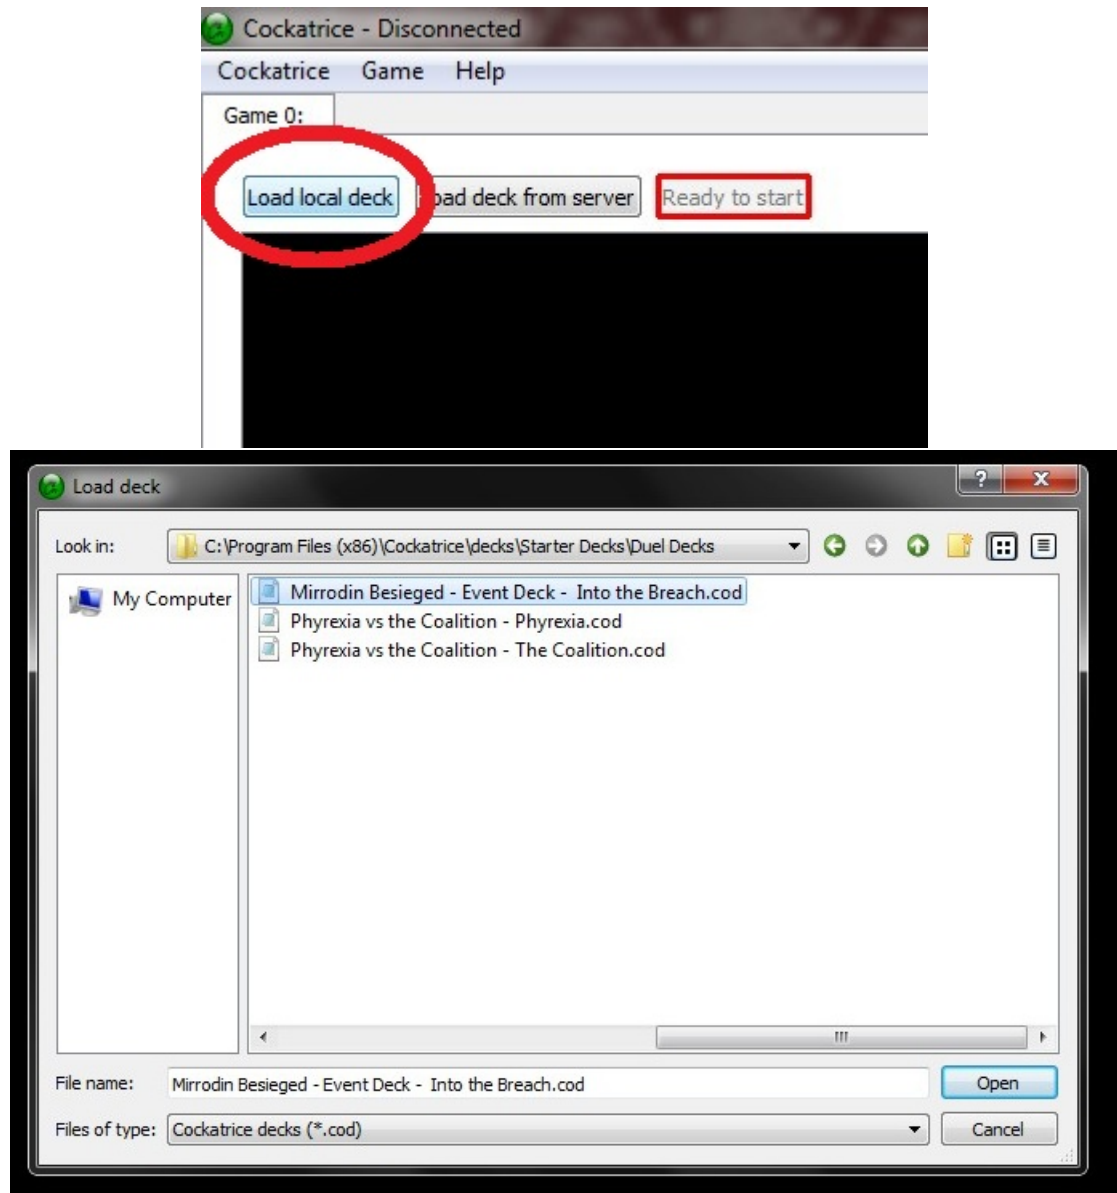 Cockatrice - Disconnected
Cockatrice Game Help
Game 0:
Load local deck oad deck from server Ready to start
Load deck
? X
Look in: C:\Program Files (x86)\Cockatrice\decks\Starter Decks\Duel Decks
My Computer
Mirrodin Besieged - Event Deck -  Into the Breach.cod
Phyrexia vs the Coalition - Phyrexia.cod
Phyrexia vs the Coalition - The Coalition.cod
File name: Mirrodin Besieged - Event Deck -  Into the Breach.cod Open
Files of type: Cockatrice decks (*.cod) Cancel